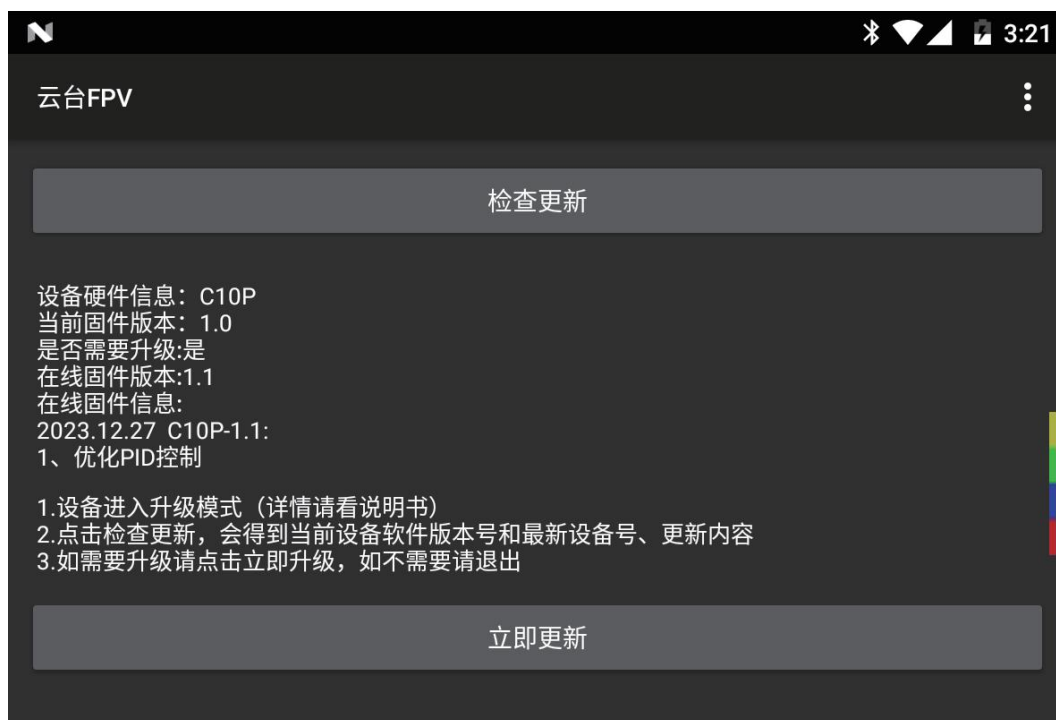 3:21
云台FPV
检查更新
设备硬件信息：C10P
当前固件版本：1.0
是否需要升级:是
在线固件版本:1.1
在线固件信息:
2023.12.27 C10P-1.1:
1、优化PID控制
1.设备进入升级模式（详情请看说明书）
2.点击检查更新，会得到当前设备软件版本号和最新设备号、更新内容
3.如需要升级请点击立即升级，如不需要请退出
立即更新